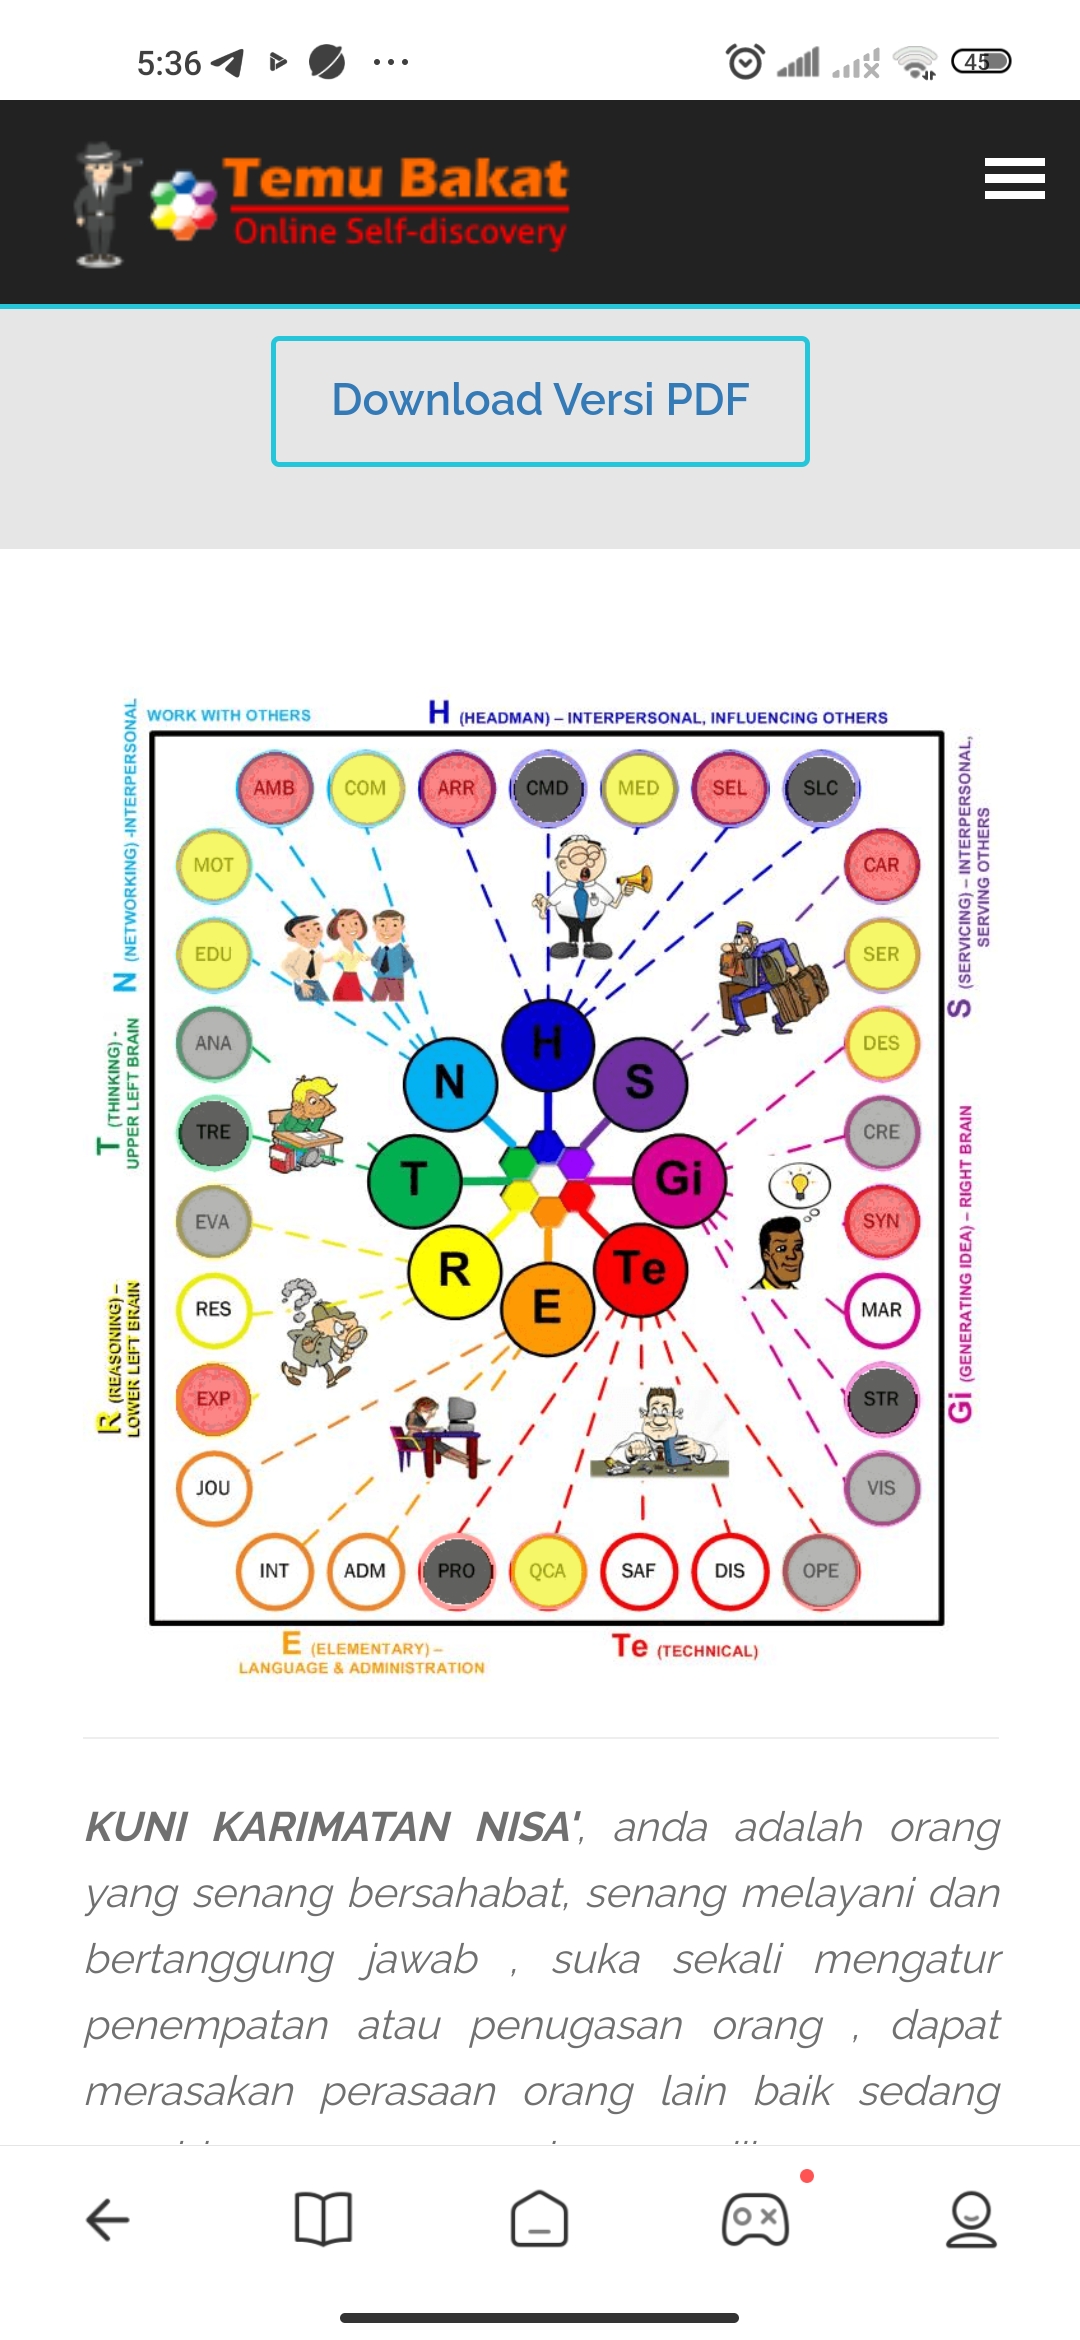 5:36
45
Temu Bakat
Online Self-discovery
Download Versi PDF
WORK WITH OTHERS
H (HEADMAN) – INTERPERSONAL, INFLUENCING OTHERS
N (NETWORKING) -INTERPERSONAL
T (THINKING) -
UPPER LEFT BRAIN
R (REASONING) –
LOWER LEFT BRAIN
S (SERVICING) – INTERPERSONAL,
SERVING OTHERS
Gi (GENERATING IDEA) – RIGHT BRAIN
AMB COM ARR CMD MED SEL SLC
MOT CAR
EDU SER
ANA DES
TRE CRE
EVA SYN
RES MAR
EXP STR
JOU VIS
INT ADM PRO QCA SAF DIS OPE
H
N S
T Gi
R Te
E
E (ELEMENTARY) –
LANGUAGE & ADMINISTRATION
Te (TECHNICAL)
KUNI KARIMATAN NISA', anda adalah orang
yang senang bersahabat, senang melayani dan
bertanggung jawab , suka sekali mengatur
penempatan atau penugasan orang , dapat
merasakan perasaan orang lain baik sedang